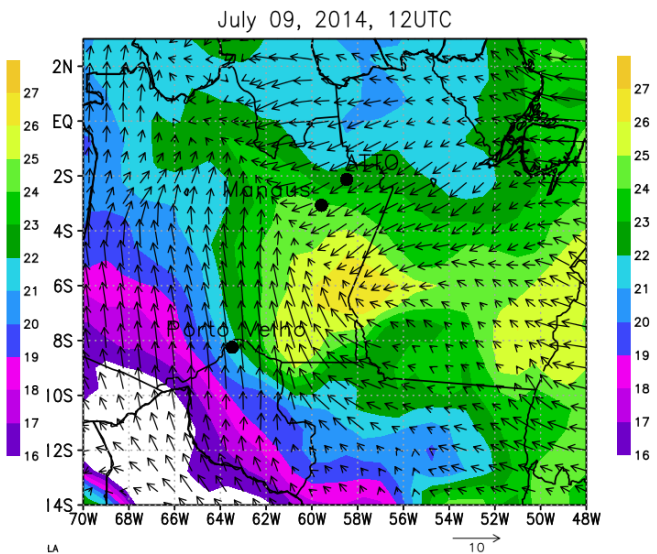 July 09, 2014, 12UTC
2N
EQ
2S
4S
6S
8S
10S
12S
14S
70W 68W 66W 64W 62W 60W 58W 56W 54W 52W 50W 48W
27
26
25
24
23
22
21
20
19
18
17
16
27
26
25
24
23
22
21
20
19
18
17
16
ATTO
Manaus
Porto Velho
10
LA